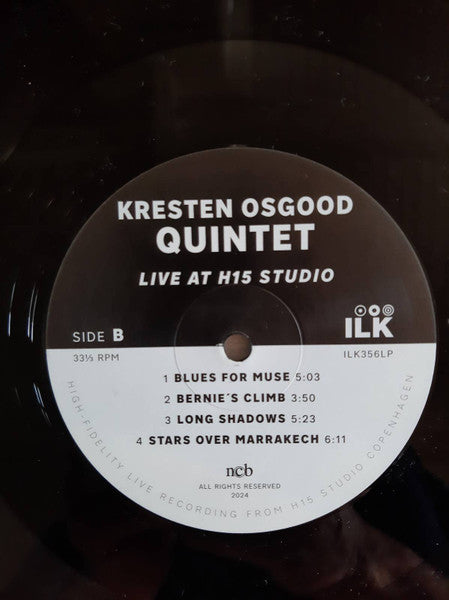 KRESTEN OSGOOD
QUINTET
LIVE AT H15 STUDIO
SIDE B
ILK
33⅓ RPM
ILK356LP
1 BLUES FOR MUSE 5:03
2 BERNIE´S CLIMB 3:50
3 LONG SHADOWS 5:23
4 STARS OVER MARRAKECH 6:11
ncb
ALL RIGHTS RESERVED
2024
HIGH-FIDELITY LIVE RECORDING FROM H15 STUDIO COPENHAGEN